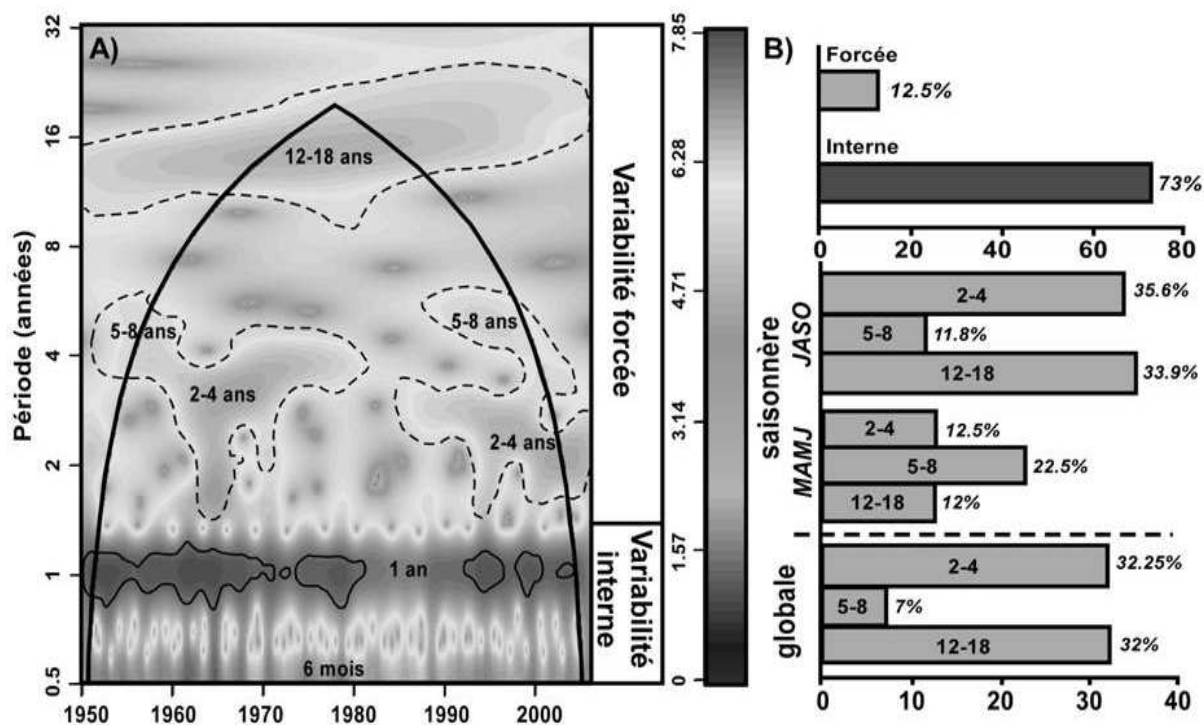 A)
Période (années)
32
16
8
4
2
1
0.5
12-18 ans
5-8 ans
5-8 ans
2-4 ans
2-4 ans
1 an
6 mois
1950
1960
1970
1980
1990
2000
Variabilité forcée
Variabilité
interne
7.85
6.28
4.71
3.14
1.57
0
B)
Forcée
12.5%
Interne
73%
0
20
40
60
80
saisonnère
JASO
2-4
35.6%
5-8
11.8%
12-18
33.9%
MAMJ
2-4
12.5%
5-8
22.5%
12-18
12%
globale
2-4
32.25%
5-8
7%
12-18
32%
0
10
20
30
40